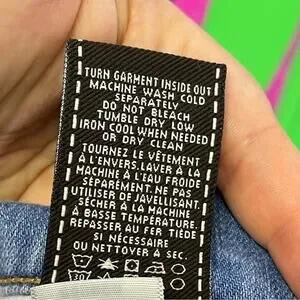 TURN GARMENT INSIDE OUT
MACHINE WASH COLD
SEPARATELY
DO NOT BLEACH
TUMBLE DRY LOW
IRON COOL WHEN NEEDED
OR DRY CLEAN
TOURNEZ LE VÊTEMENT
À L'ENVERS.LAVER À LA
MACHINE À L'EAU FROIDE
SÉPARÉMENT. NE PAS
UTILISER DE JAVELLISANT.
SÉCHER À LA MACHINE
À BASSE TEMPÉRATURE.
REPASSER AU FER TIÈDE
SI NÉCESSAIRE
OU NETTOYER À SEC.